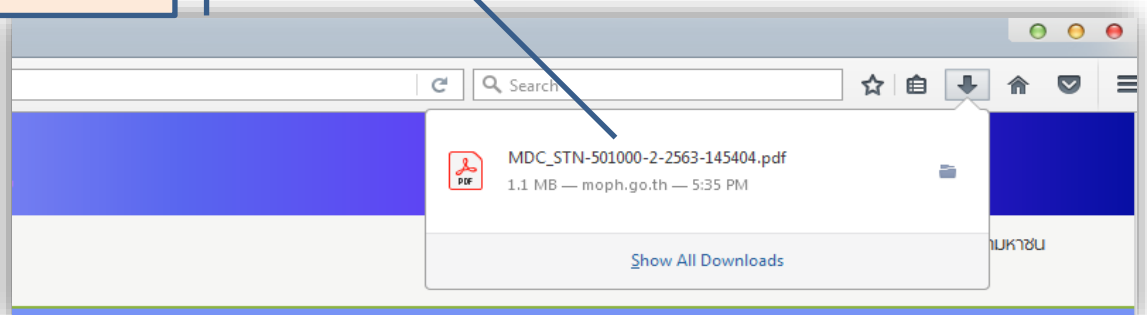 Search
MDC_STN-501000-2-2563-145404.pdf
PDF
1.1 MB — moph.go.th — 5:35 PM
มหาชน
Show All Downloads